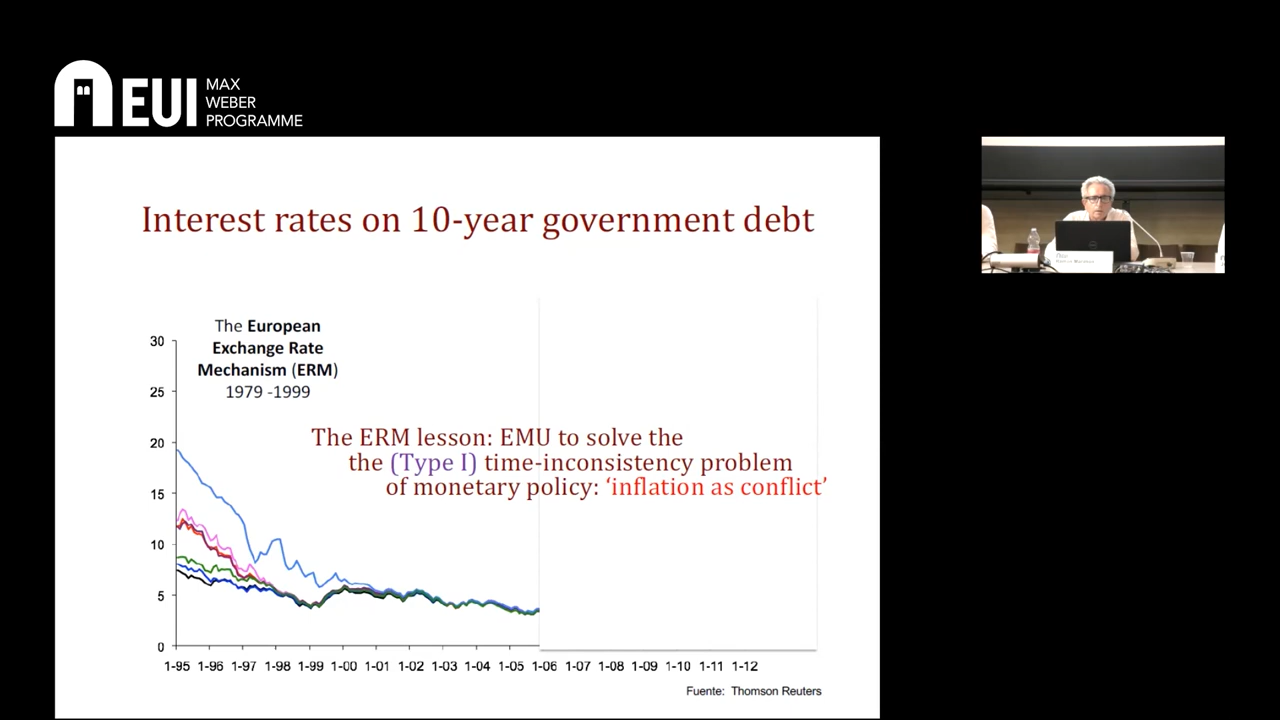 EUI
MAX
WEBER
PROGRAMME
Interest rates on 10-year government debt
The European
Exchange Rate
Mechanism (ERM)
1979 -1999
The ERM lesson: EMU to solve the
the (Type I) time-inconsistency problem
of monetary policy: ‘inflation as conflict’
30
25
20
15
10
5
0
1-95 1-96 1-97 1-98 1-99 1-00 1-01 1-02 1-03 1-04 1-05 1-06 1-07 1-08 1-09 1-10 1-11 1-12
Fuente: Thomson Reuters